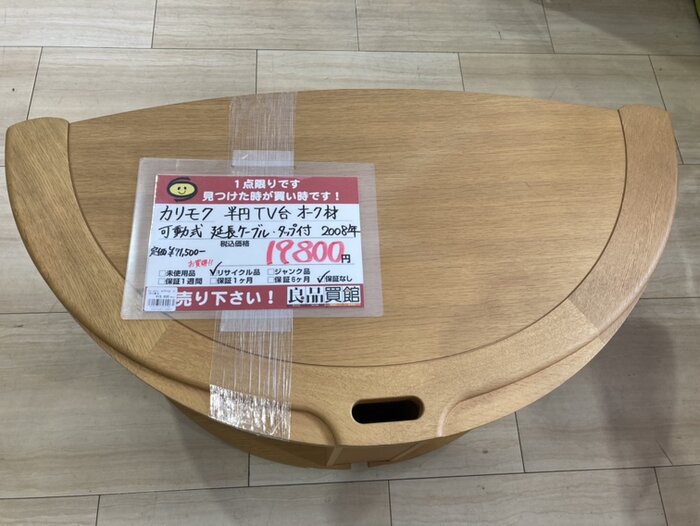 1点限りです
見つけた時が買い時です！
カリモク 半円TV台 オーク材
可動式 延長ケーブル・タップ付 2008年
税込価格
定価¥71,500-
お買得!!
19800円
□未使用品 ☑リサイクル品 □ジャンク品
□保証1週間 □保証1ヶ月 □保証6ヶ月 ☑保証なし
売り下さい！ 良品買館